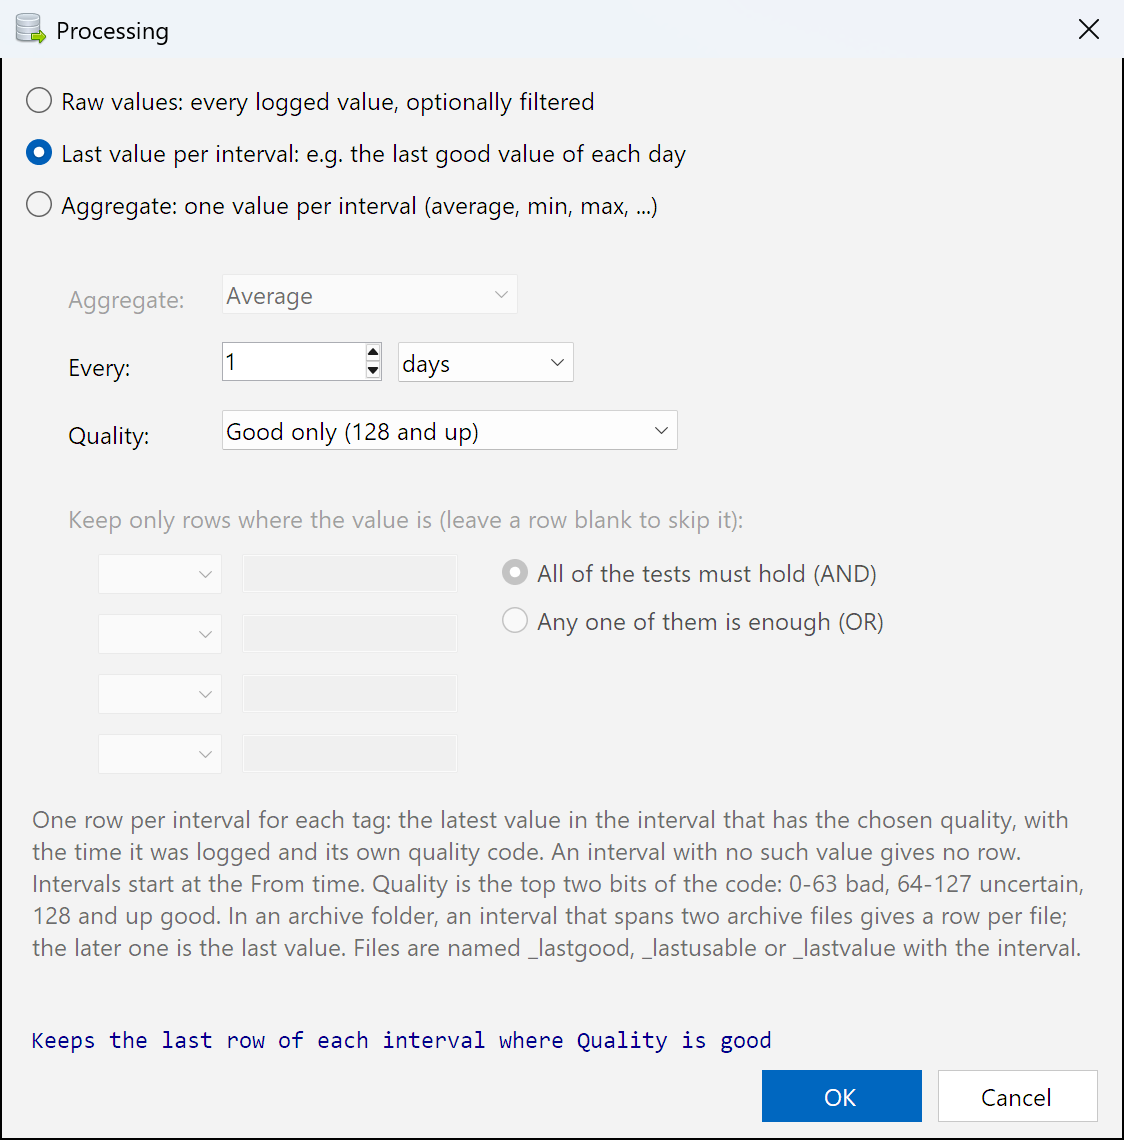 Processing
Raw values: every logged value, optionally filtered
Last value per interval: e.g. the last good value of each day
Aggregate: one value per interval (average, min, max, ...)
Aggregate: Average
Every: 1 days
Quality: Good only (128 and up)
Keep only rows where the value is (leave a row blank to skip it):
All of the tests must hold (AND)
Any one of them is enough (OR)
One row per interval for each tag: the latest value in the interval that has the chosen quality, with
the time it was logged and its own quality code. An interval with no such value gives no row.
Intervals start at the From time. Quality is the top two bits of the code: 0-63 bad, 64-127 uncertain,
128 and up good. In an archive folder, an interval that spans two archive files gives a row per file;
the later one is the last value. Files are named _lastgood, _lastusable or _lastvalue with the interval.
Keeps the last row of each interval where Quality is good
OK Cancel